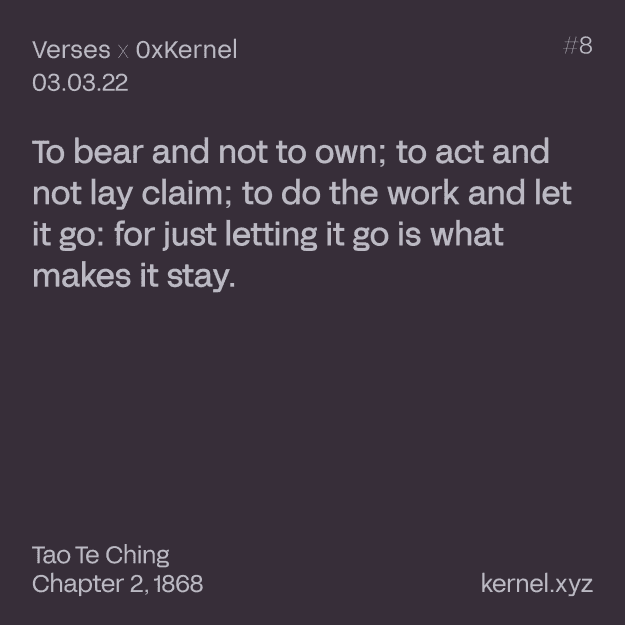 Verses x 0xKernel
#8
03.03.22
To bear and not to own; to act and
not lay claim; to do the work and let
it go: for just letting it go is what
makes it stay.
Tao Te Ching
Chapter 2, 1868
kernel.xyz